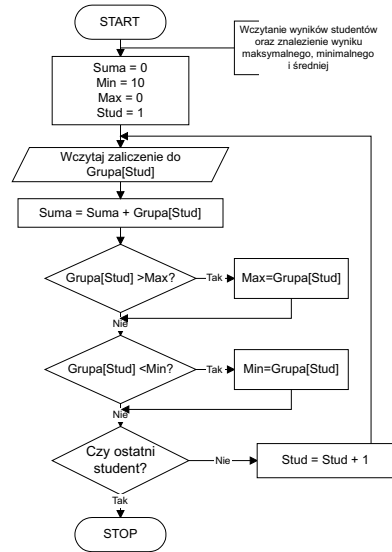 START
Wczytanie wyników studentów
oraz znalezienie wyniku
maksymalnego, minimalnego
i średniej
Suma = 0
Min = 10
Max = 0
Stud = 1
Wczytaj zaliczenie do
Grupa[Stud]
Suma = Suma + Grupa[Stud]
Grupa[Stud] >Max?
Tak
Max=Grupa[Stud]
Nie
Grupa[Stud] <Min?
Tak
Min=Grupa[Stud]
Nie
Czy ostatni
student?
Nie
Stud = Stud + 1
Tak
STOP